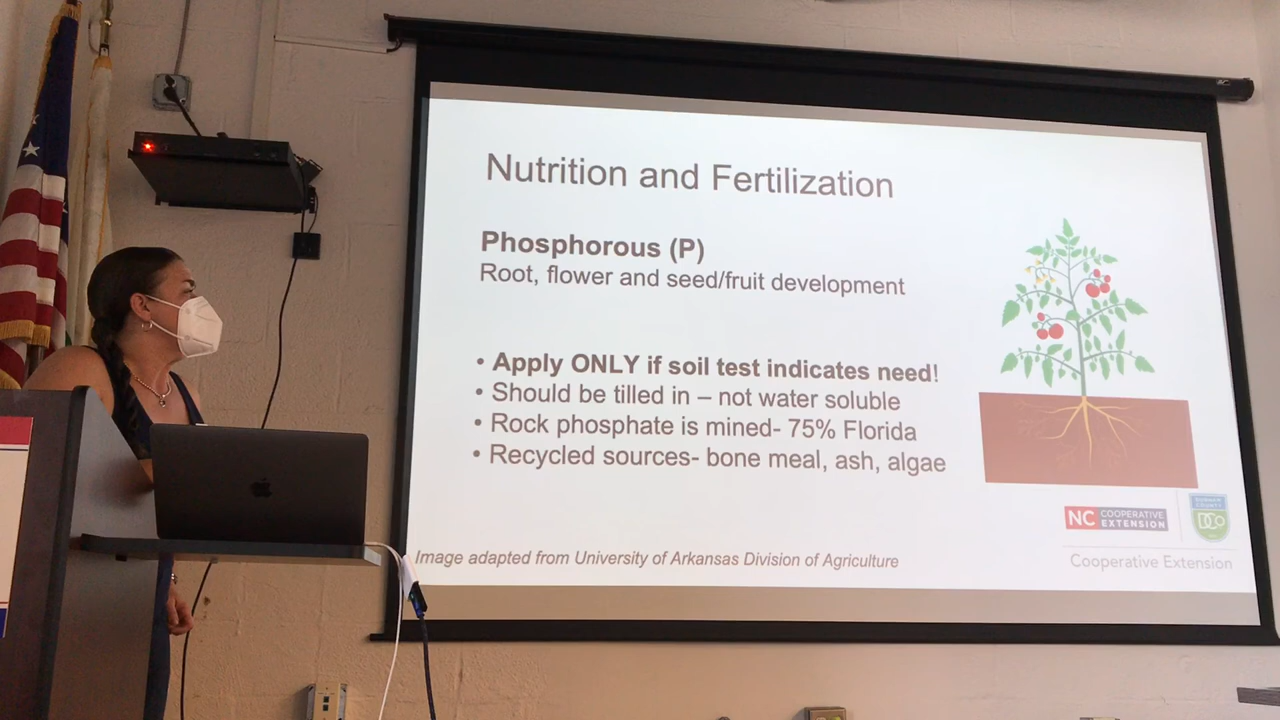 Nutrition and Fertilization
Phosphorous (P)
Root, flower and seed/fruit development
• Apply ONLY if soil test indicates need!
• Should be tilled in – not water soluble
• Rock phosphate is mined- 75% Florida
• Recycled sources- bone meal, ash, algae
Image adapted from University of Arkansas Division of Agriculture
NC COOPERATIVE
EXTENSION
COUNTY
DCo
Cooperative Extension